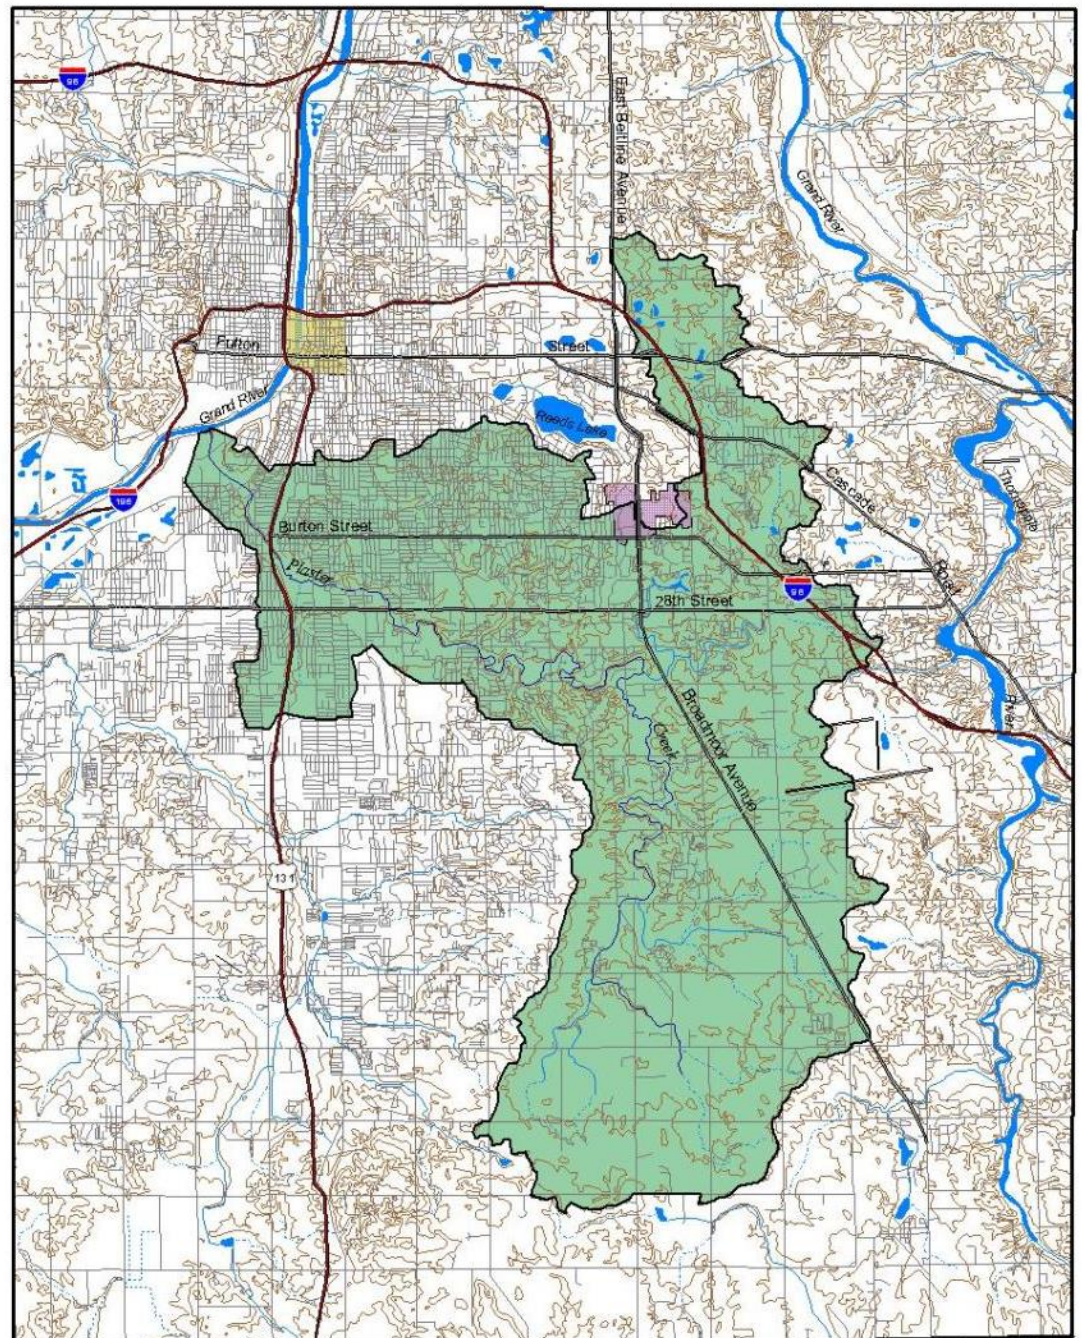 96
East Beltline Avenue
Grand River
Fulton
Street
Grand River
Reeds Lake
Cascade
196
Burton Street
Thornapple
Plaster
Road
96
28th Street
Broadmoor Avenue
River
Creek
131